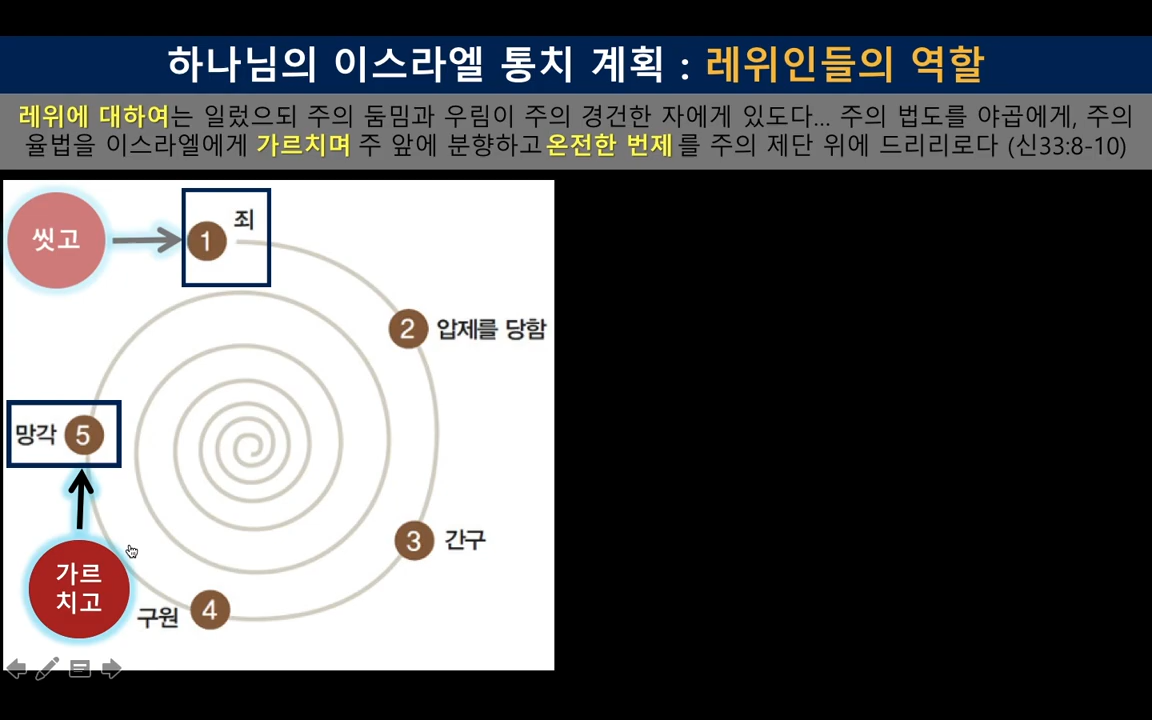 하나님의 이스라엘 통치 계획 : 레위인들의 역할
레위에 대하여는 일렀으되 주의 둠밈과 우림이 주의 경건한 자에게 있도다... 주의 법도를 야곱에게, 주의
율법을 이스라엘에게 가르치며 주 앞에 분향하고 온전한 번제를 주의 제단 위에 드리리로다 (신33:8-10)
씻고
1 죄
2 압제를 당함
망각 5
3 간구
가르
치고
구원 4